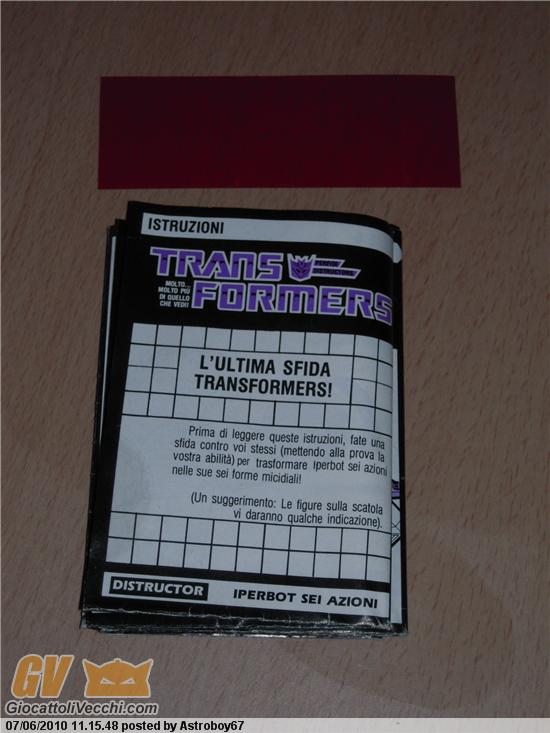 ISTRUZIONI
TRANS
PERFIDI
DISTRUCTORS
MOLTO...
MOLTO PIÙ
DI QUELLO
CHE VEDI!
FORMERS
L'ULTIMA SFIDA
TRANSFORMERS!
Prima di leggere queste istruzioni, fate una
sfida contro voi stessi (mettendo alla prova la
vostra abilità) per trasformare Iperbot sei azioni
nelle sue sei forme micidiali!
(Un suggerimento: Le figure sulla scatola
vi daranno qualche indicazione).
DISTRUCTOR
IPERBOT SEI AZIONI
GV
GiocattoliVecchi.com
07/06/2010 11.15.48 posted by Astroboy67